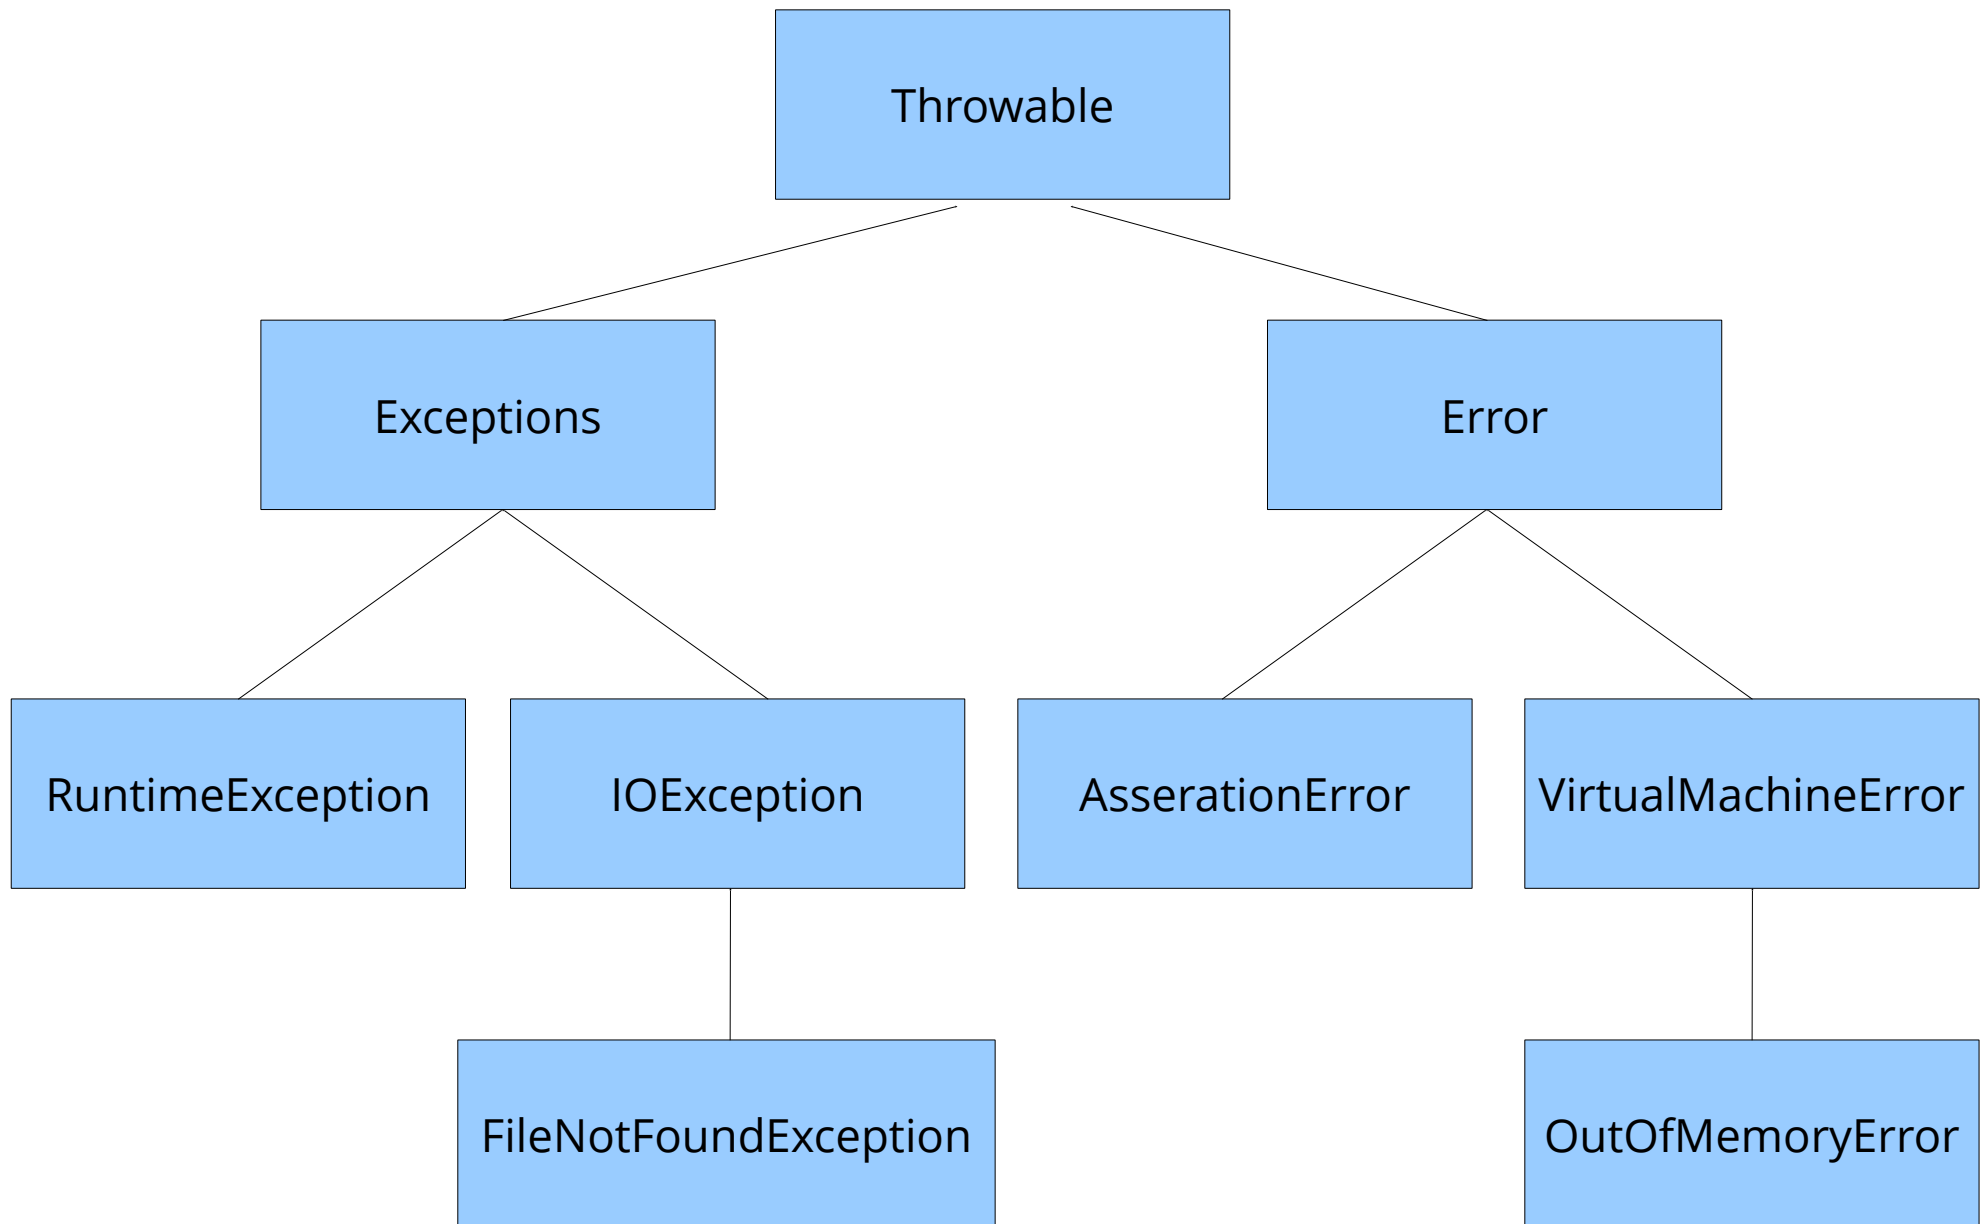 Throwable
Exceptions
Error
RuntimeException
IOException
AsserationError
VirtualMachineError
FileNotFoundException
OutOfMemoryError